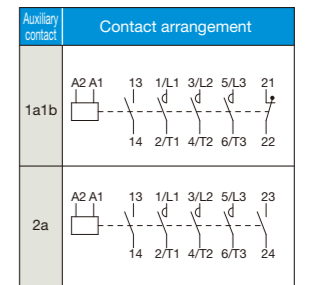 Auxiliary
contact
Contact arrangement
1a1b
A2 A1 13 1/L1 3/L2 5/L3 21
14 2/T1 4/T2 6/T3 22
2a
A2 A1 13 1/L1 3/L2 5/L3 23
14 2/T1 4/T2 6/T3 24